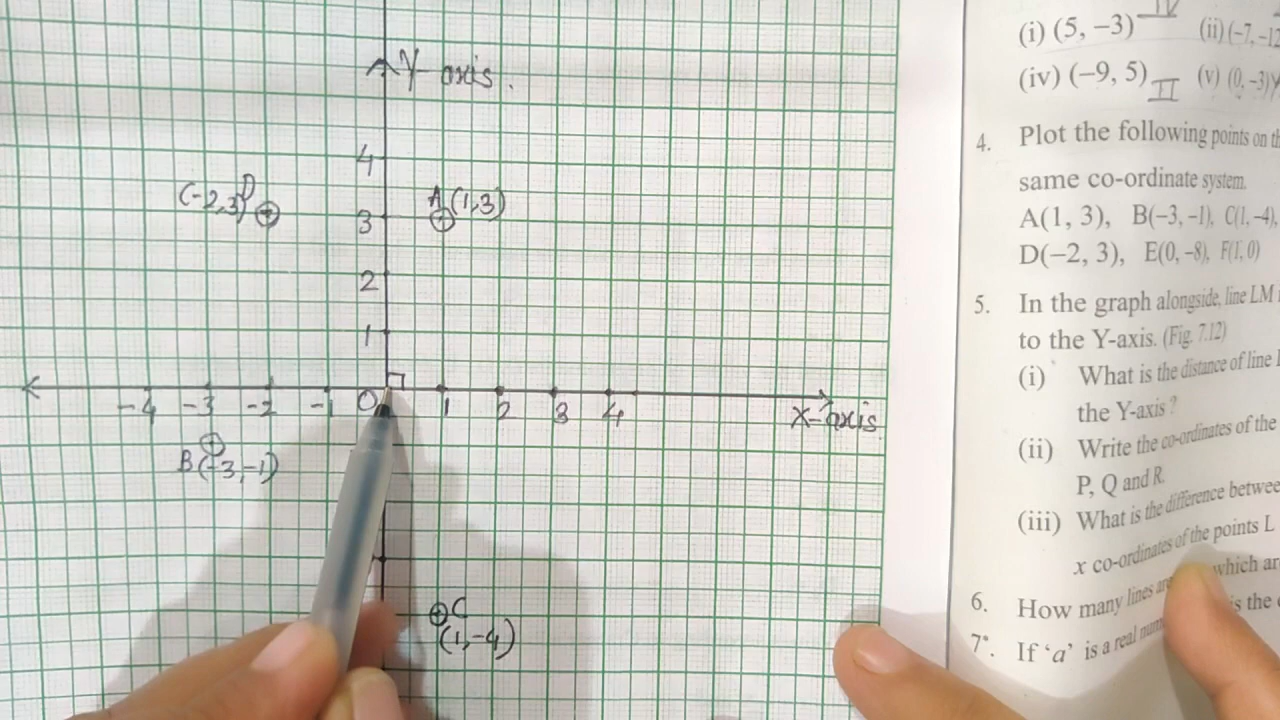 Y-axis.
4
(-2,3)D
A(1,3)
3
2
1
-4 -3 -2 -1 0 1 2 3 4
X-axis
B(-3,-1)
C
(1,-4)
(i) (5, −3) IV (ii) (−7, −12
(iv) (−9, 5) II (v) (0, −3) Y
4. Plot the following points on th
same co-ordinate system.
A(1, 3), B(−3, −1), C(1, −4),
D(−2, 3), E(0, −8), F(1, 0)
5. In the graph alongside, line LM
to the Y-axis. (Fig. 7.12)
(i) What is the distance of line
the Y-axis ?
(ii) Write the co-ordinates of the
P, Q and R.
(iii) What is the difference betwee
x co-ordinates of the points L
6. How many lines are which ar
7*. If ‘a’ is a real num is the